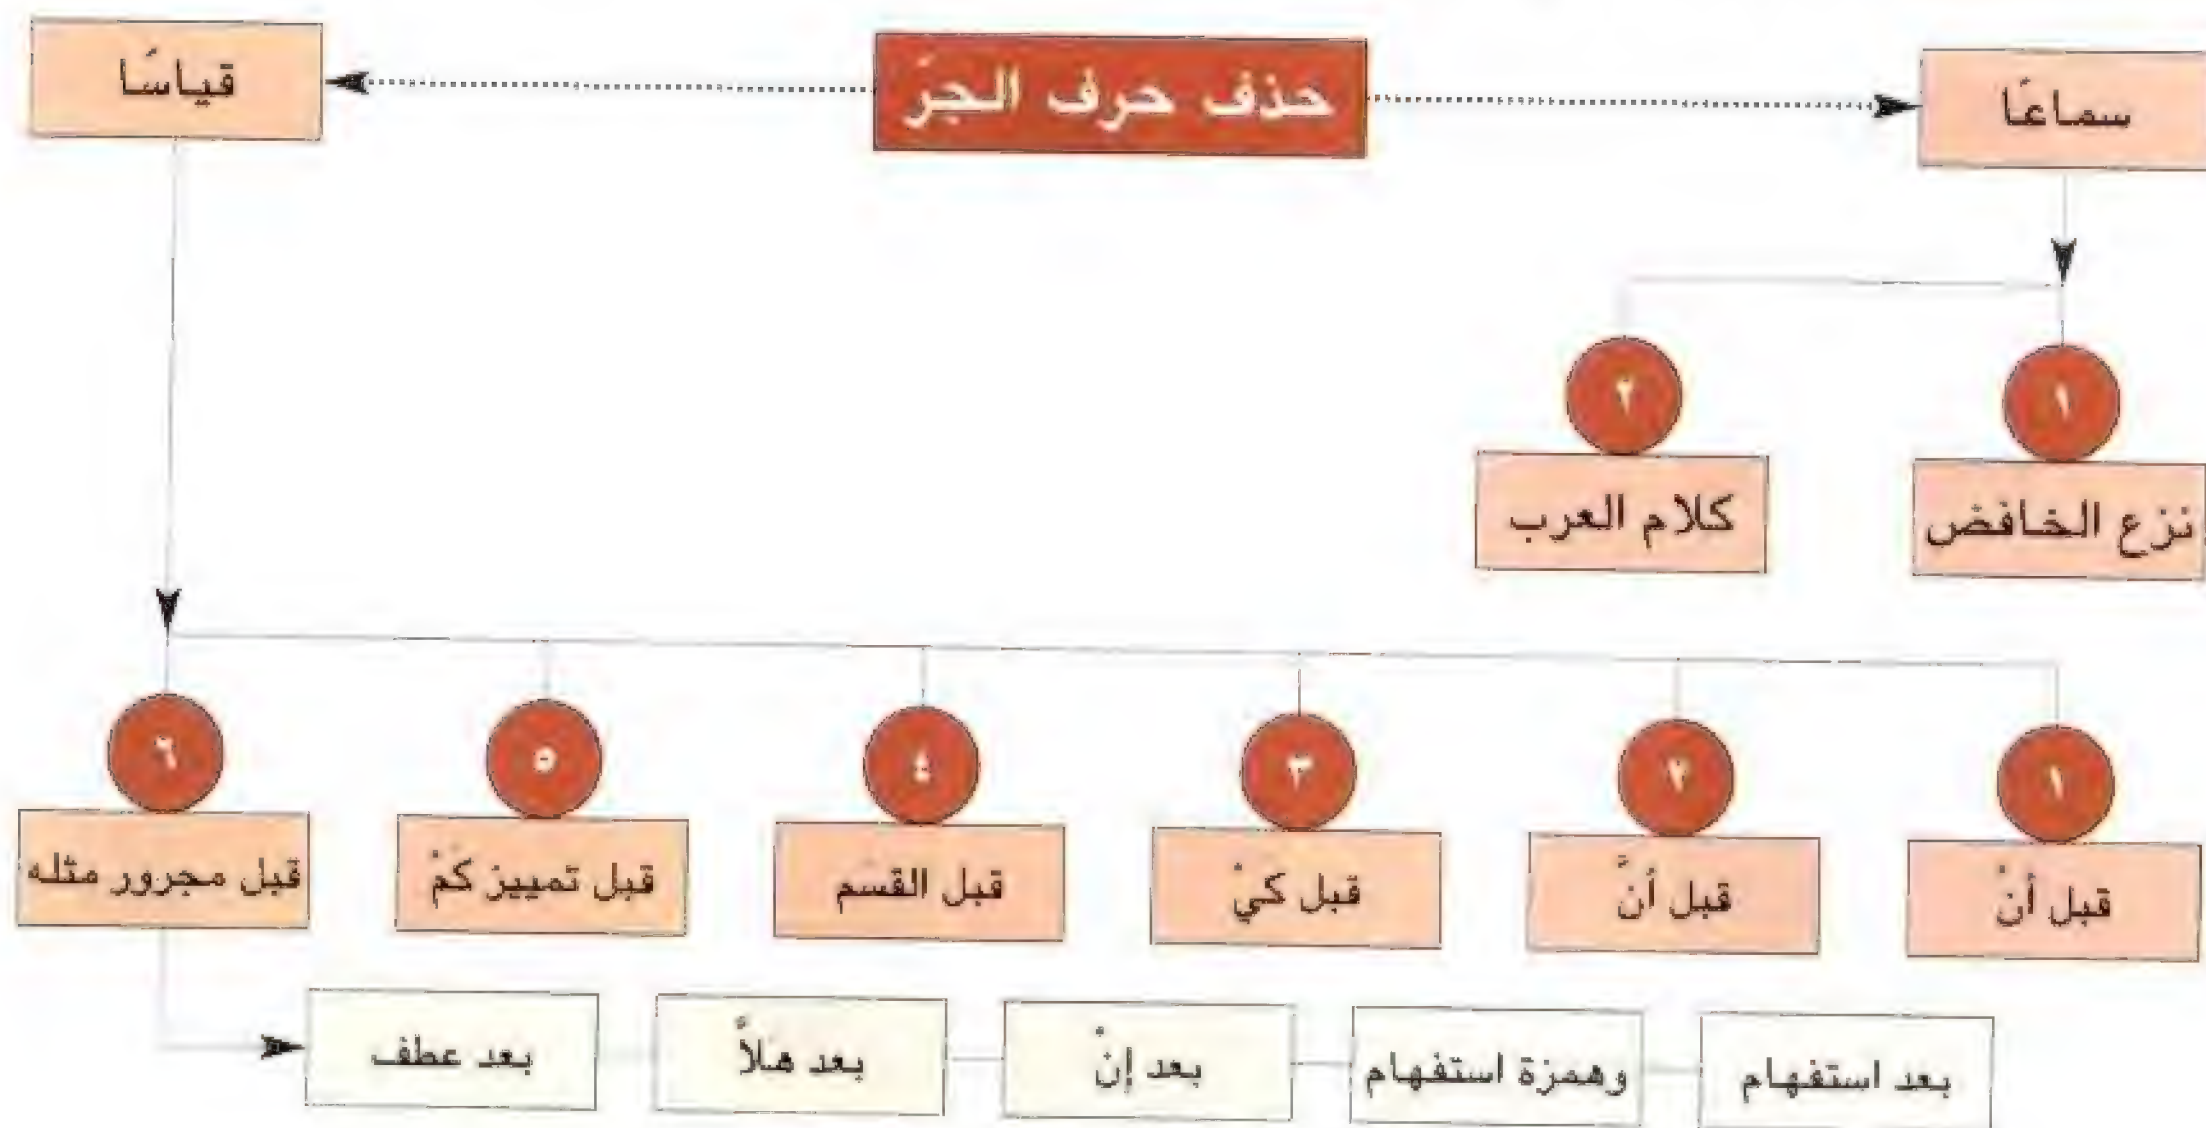 حذف حرف الجرّ
سماعًا
قياسًا
١
نزع الخافض
٢
كلام العرب
١
قبل أنْ
٢
قبل أنّ
٣
قبل كيْ
٤
قبل القسَم
٥
قبل تمييز كَمْ
٦
قبل مجرور مثله
بعد استفهام
وهمزة استفهام
بعد إنْ
بعد هلاّ
بعد عطف